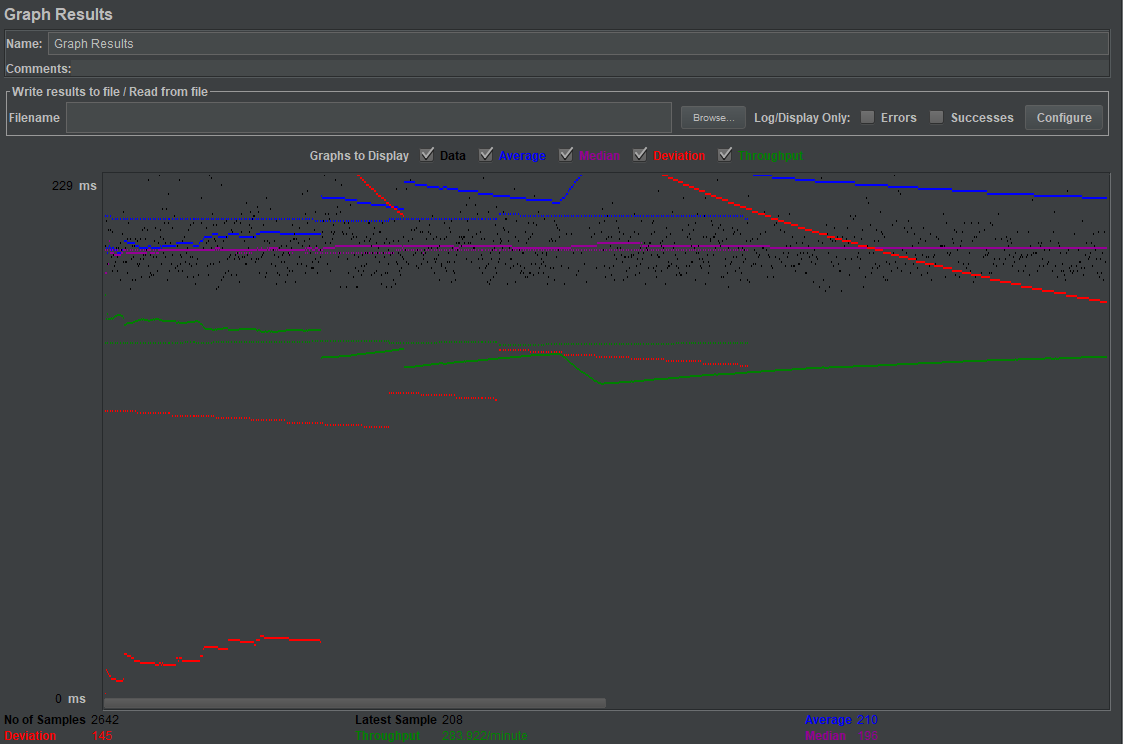 Graph Results
Name: Graph Results
Comments:
Write results to file / Read from file
Filename Browse... Log/Display Only: Errors Successes Configure
Graphs to Display Data Average Median Deviation Throughput
229 ms
0 ms
No of Samples 2642 Latest Sample 208 Average 210
Deviation 145 Throughput 283.922/minute Median